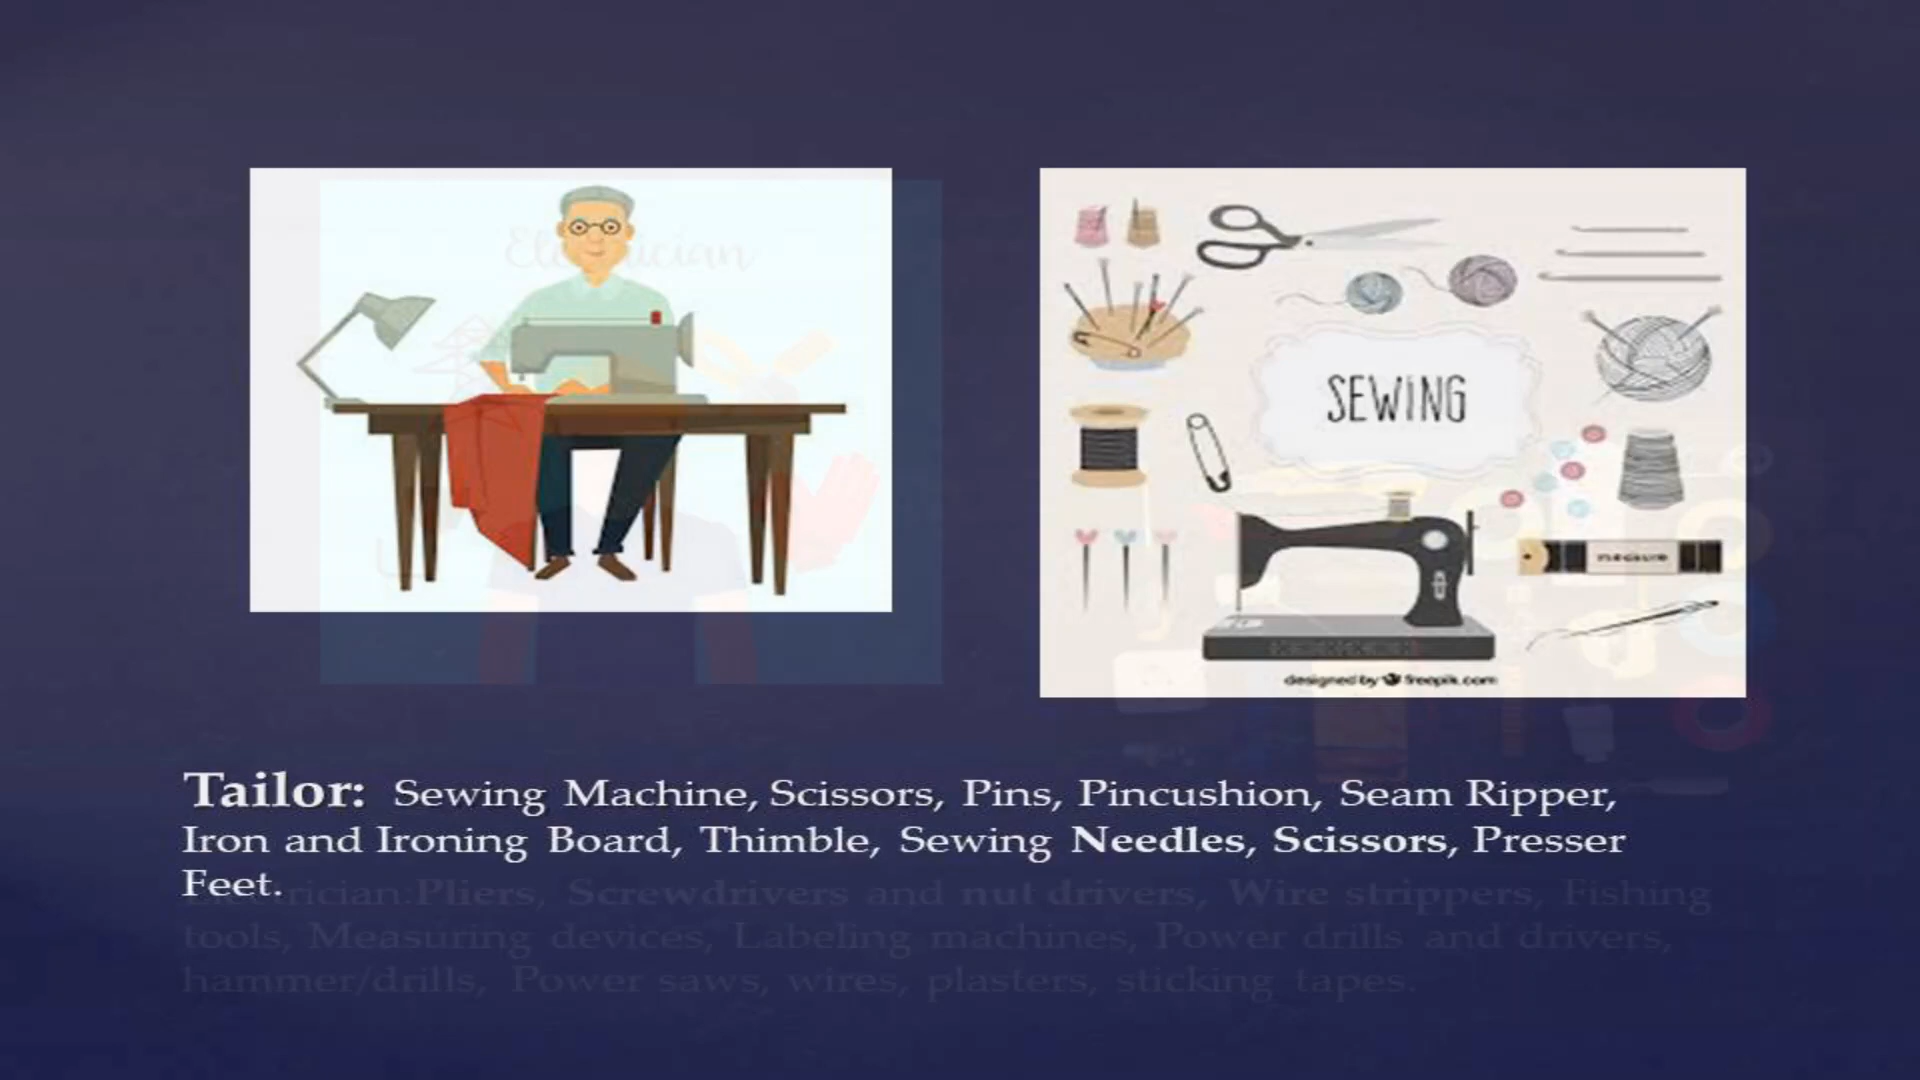 Electrician
SEWING
measure
designed by freepik.com
Tailor: Sewing Machine, Scissors, Pins, Pincushion, Seam Ripper,
Iron and Ironing Board, Thimble, Sewing Needles, Scissors, Presser
Feet.
rician:Pliers, Screwdrivers and nut drivers, Wire strippers, Fishing
tools, Measuring devices, Labeling machines, Power drills and drivers,
hammer/drills, Power saws, wires, plasters, sticking tapes.